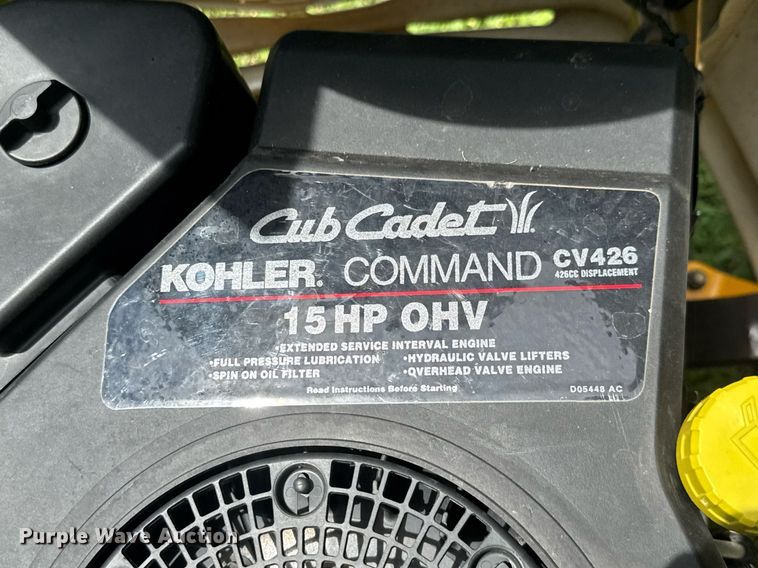 Cub Cadet
KOHLER. COMMAND CV426
426CC DISPLACEMENT
15 HP OHV
•EXTENDED SERVICE INTERVAL ENGINE
•FULL PRESSURE LUBRICATION •HYDRAULIC VALVE LIFTERS
•SPIN ON OIL FILTER •OVERHEAD VALVE ENGINE
Read Instructions Before Starting D05448 AC
Purple Wave Auction